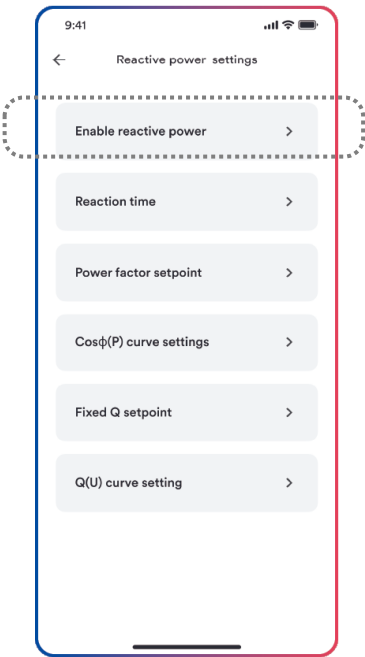 9:41
Reactive power settings
Enable reactive power
Reaction time
Power factor setpoint
Cosϕ(P) curve settings
Fixed Q setpoint
Q(U) curve setting